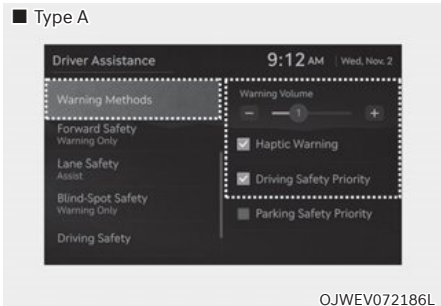 ■ Type A
Driver Assistance
9:12 AM
Wed, Nov. 2
Warning Methods
Forward Safety
Warning Only
Lane Safety
Assist
Blind-Spot Safety
Warning Only
Driving Safety
Warning Volume
− 1 +
Haptic Warning
Driving Safety Priority
Parking Safety Priority
OJWEV072186L